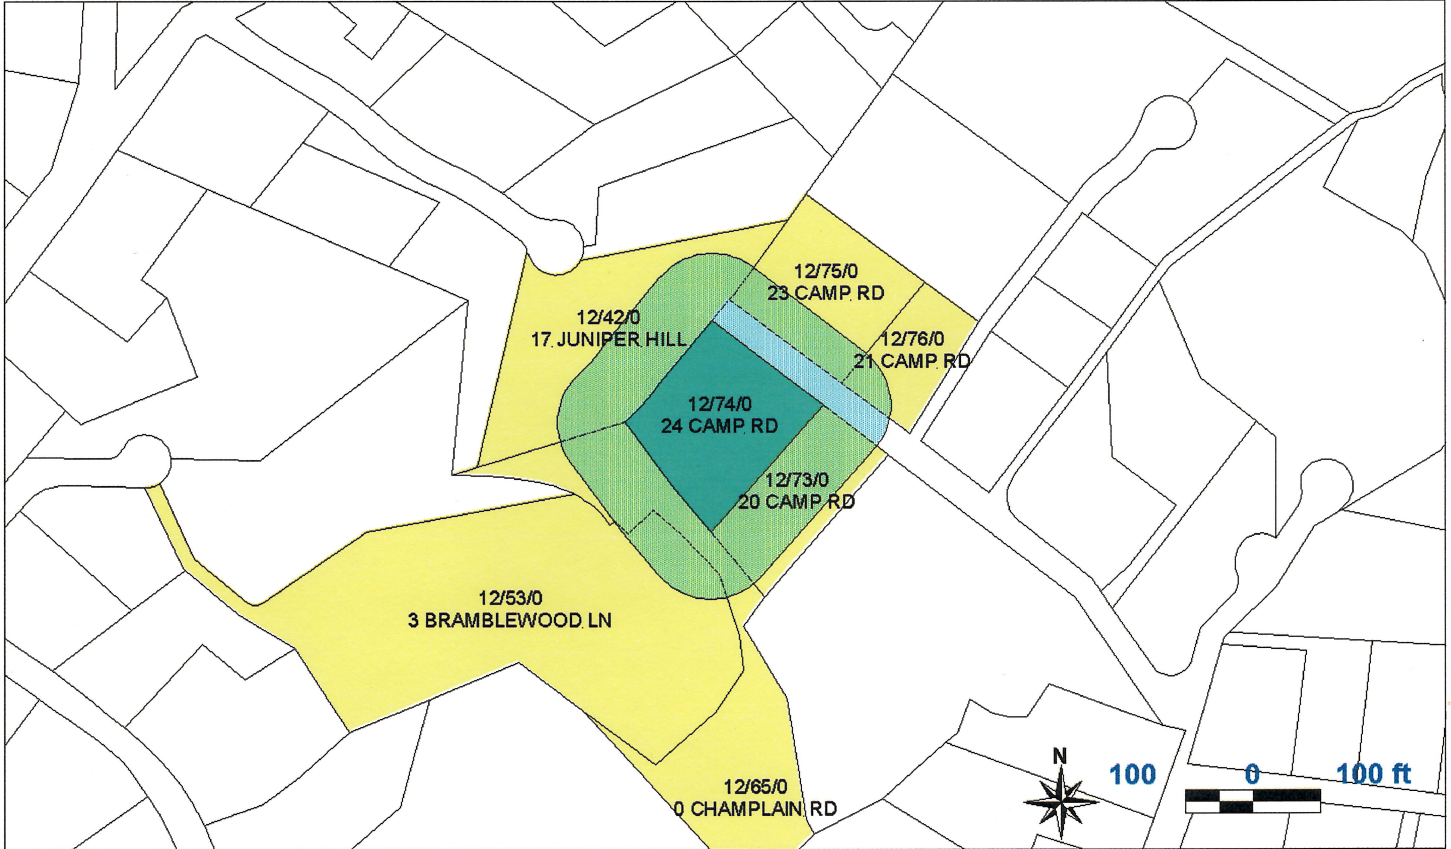 12/75/0
23 CAMP RD
12/42/0
17 JUNIPER HILL
12/76/0
21 CAMP RD
12/74/0
24 CAMP RD
12/73/0
20 CAMP RD
12/53/0
3 BRAMBLEWOOD LN
12/65/0
0 CHAMPLAIN RD
N
100 0 100 ft